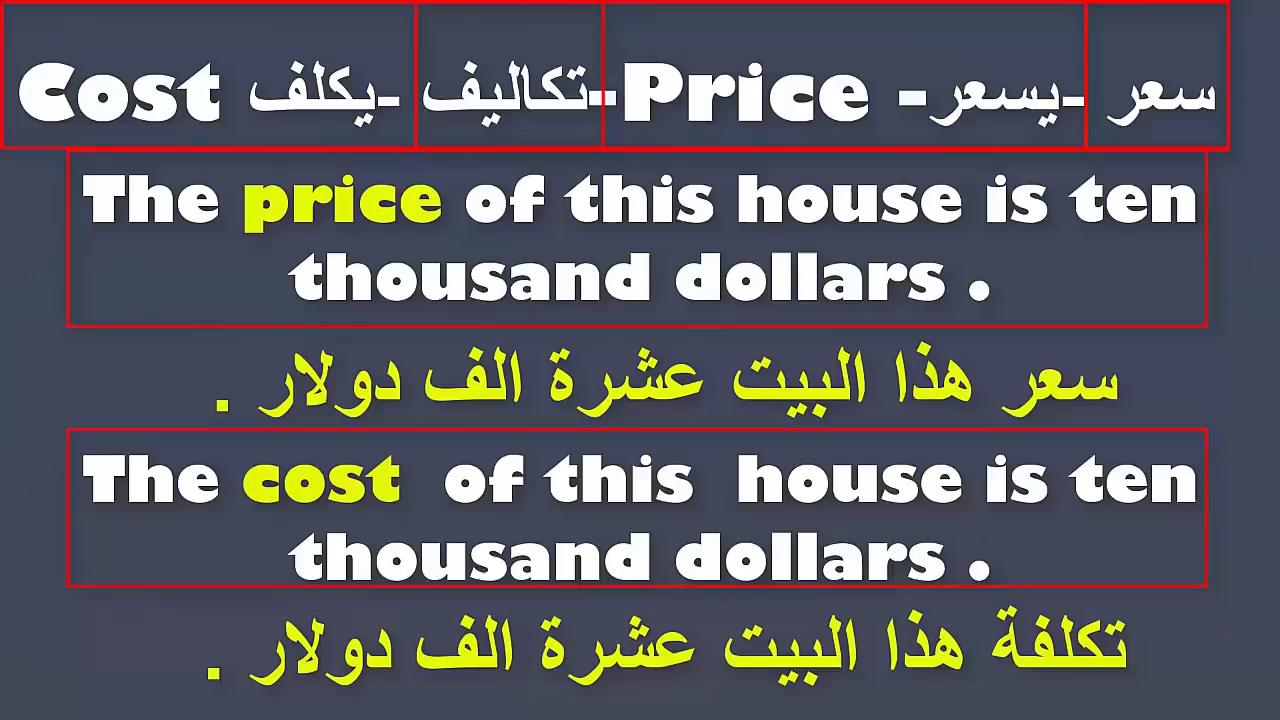 Cost يكلف- تكاليف-Price -يسعر- سعر
The price of this house is ten
thousand dollars .
سعر هذا البيت عشرة الف دولار .
The cost of this house is ten
thousand dollars .
تكلفة هذا البيت عشرة الف دولار .